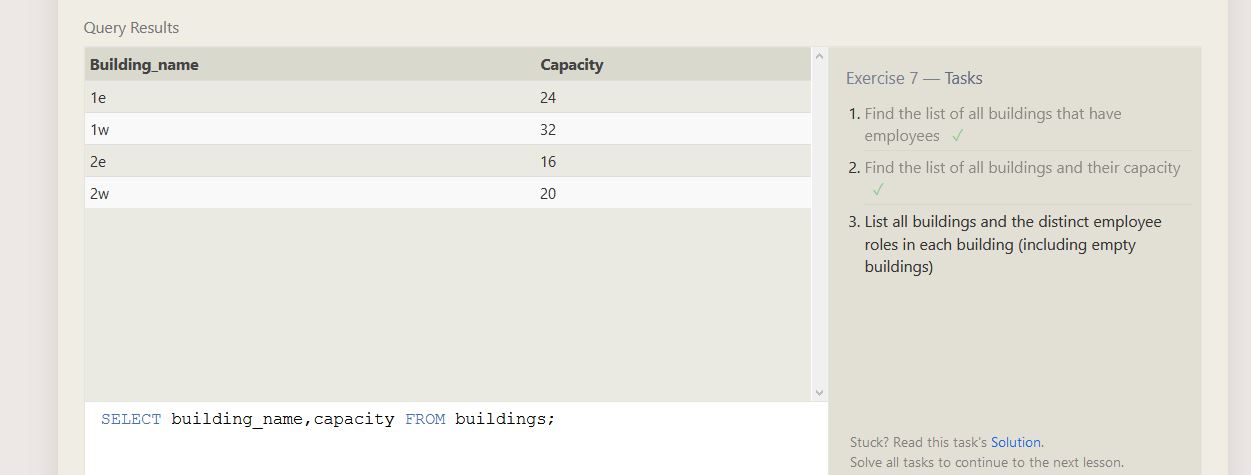 Query Results
Building_name Capacity
1e 24
1w 32
2e 16
2w 20
SELECT building_name,capacity FROM buildings;
Exercise 7 — Tasks
1. Find the list of all buildings that have
employees ✓
2. Find the list of all buildings and their capacity
✓
3. List all buildings and the distinct employee
roles in each building (including empty
buildings)
Stuck? Read this task's Solution.
Solve all tasks to continue to the next lesson.